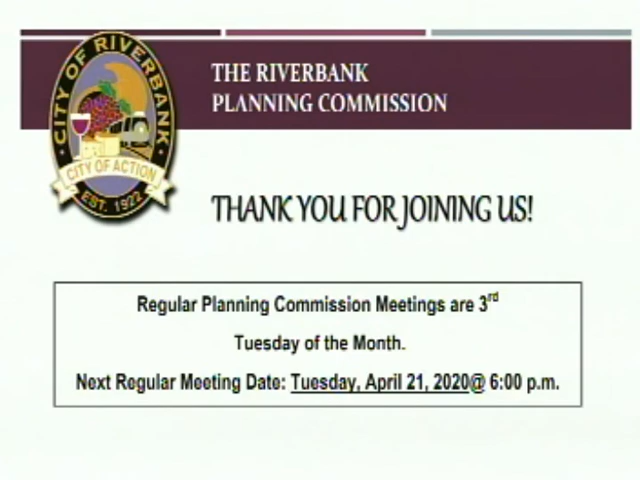 CITY OF RIVERBANK
CITY OF ACTION
EST. 1922
THE RIVERBANK
PLANNING COMMISSION
THANK YOU FOR JOINING US!
Regular Planning Commission Meetings are 3rd
Tuesday of the Month.
Next Regular Meeting Date: Tuesday, April 21, 2020@ 6:00 p.m.